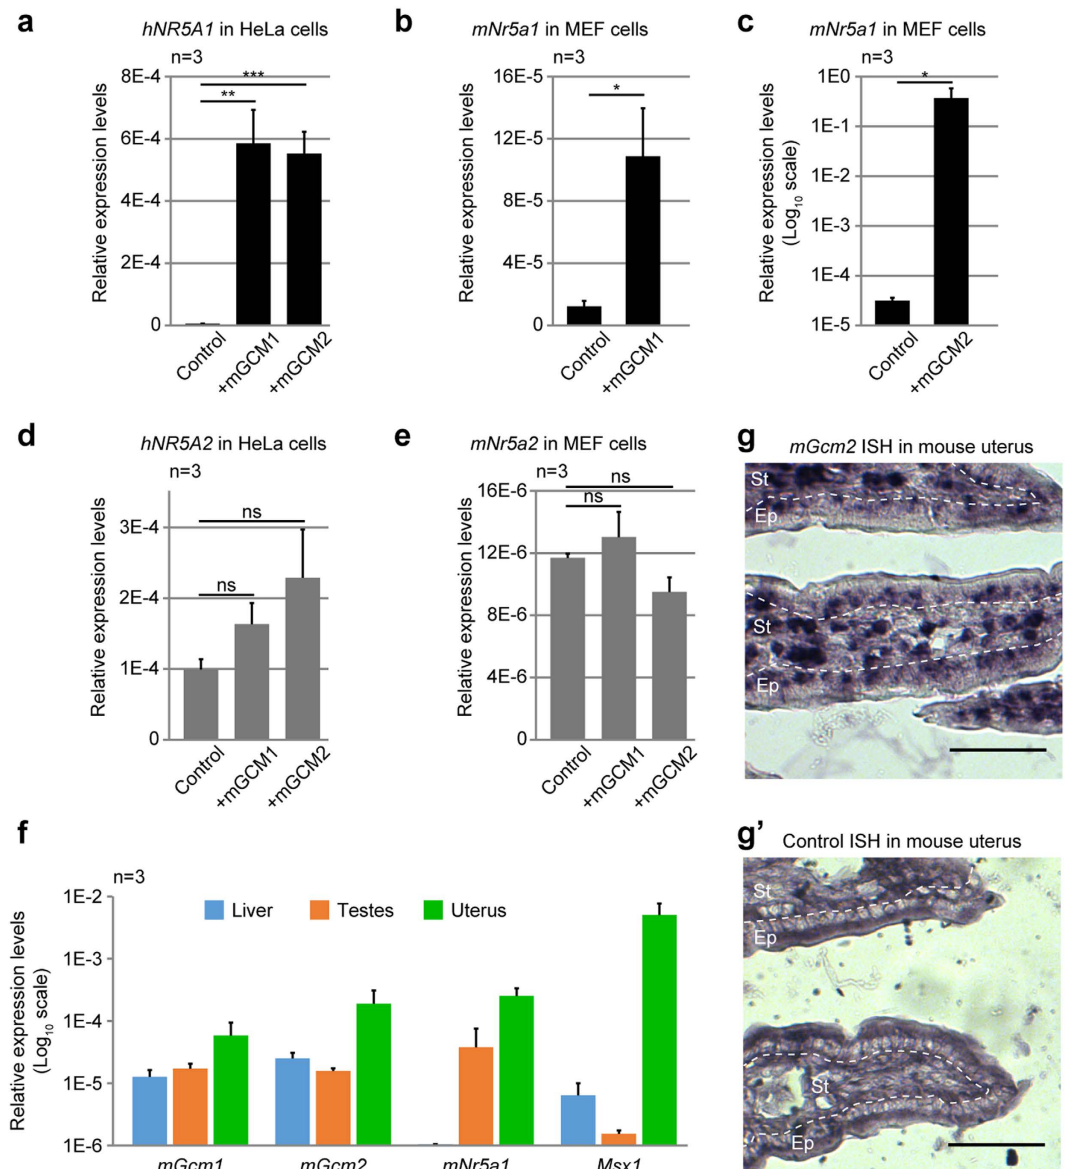 a
hNR5A1 in HeLa cells
n=3
Relative expression levels
8E-4
6E-4
4E-4
2E-4
0
***
**
Control
+mGCM1
+mGCM2
b
mNr5a1 in MEF cells
n=3
Relative expression levels
16E-5
12E-5
8E-5
4E-5
0
*
Control
+mGCM1
c
mNr5a1 in MEF cells
n=3
Relative expression levels
(Log10 scale)
1E0
1E-1
1E-2
1E-3
1E-4
1E-5
*
Control
+mGCM2
d
hNR5A2 in HeLa cells
n=3
Relative expression levels
3E-4
2E-4
1E-4
0
ns
ns
Control
+mGCM1
+mGCM2
e
mNr5a2 in MEF cells
n=3
Relative expression levels
16E-6
12E-6
8E-6
4E-6
0
ns
ns
Control
+mGCM1
+mGCM2
g
mGcm2 ISH in mouse uterus
St
Ep
St
Ep
f
n=3
Relative expression levels
(Log10 scale)
1E-2
1E-3
1E-4
1E-5
1E-6
Liver
Testes
Uterus
mGcm1
mGcm2
mNr5a1
Msx1
g’
Control ISH in mouse uterus
St
Ep
St
Ep